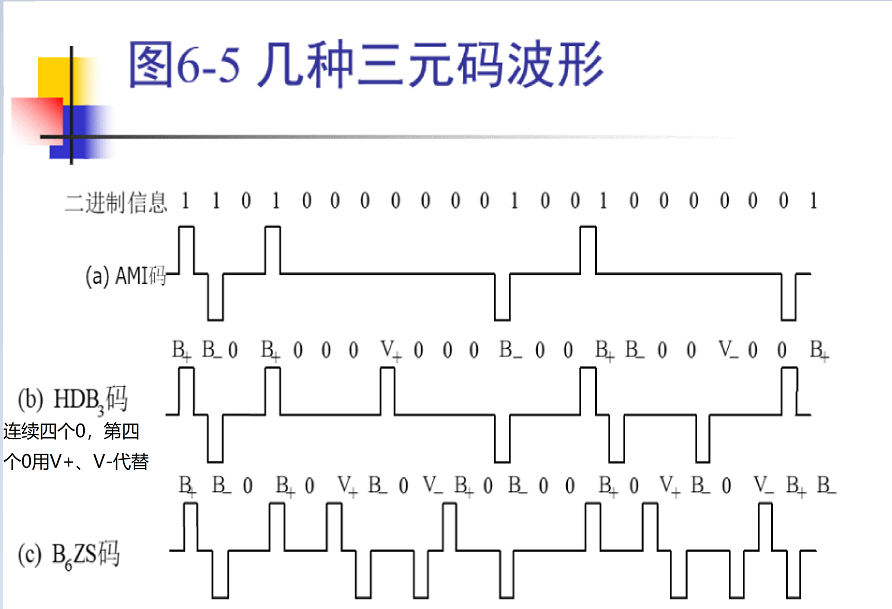 图6-5 几种三元码波形
二进制信息 1 1 0 1 0 0 0 0 0 0 0 1 0 0 1 0 0 0 0 0 0 1
(a) AMI码
B+ B- 0 B+ 0 0 0 V+ 0 0 0 B- 0 0 B+ B- 0 0 V- 0 0 B+
(b) HDB3码
连续四个0，第四
个0用V+、V-代替
B+ B- 0 B+ 0 V+ B- 0 V- B+ 0 B- 0 0 B+ 0 V+ B- 0 V- B+ B-
(c) B6ZS码